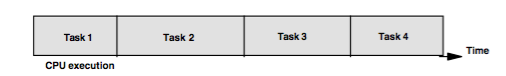 Task 1 Task 2 Task 3 Task 4
Time
CPU execution